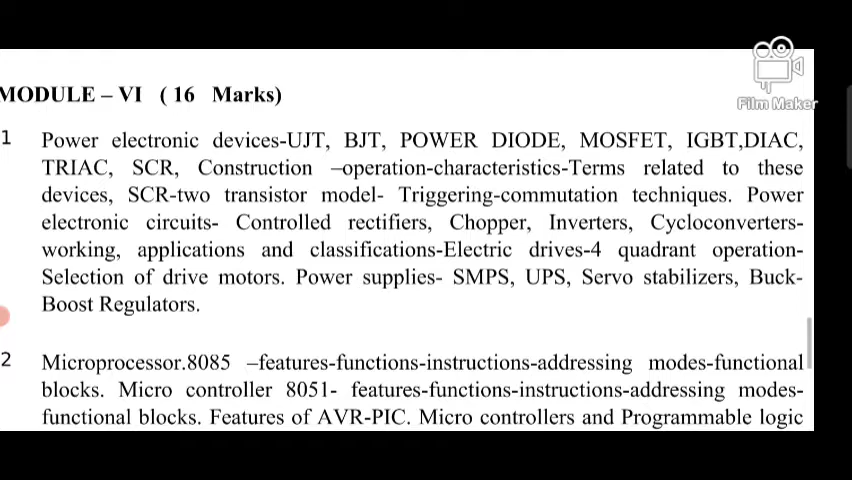 Film Maker
MODULE – VI ( 16 Marks)
1 Power electronic devices-UJT, BJT, POWER DIODE, MOSFET, IGBT,DIAC,
TRIAC, SCR, Construction –operation-characteristics-Terms related to these
devices, SCR-two transistor model- Triggering-commutation techniques. Power
electronic circuits- Controlled rectifiers, Chopper, Inverters, Cycloconverters-
working, applications and classifications-Electric drives-4 quadrant operation-
Selection of drive motors. Power supplies- SMPS, UPS, Servo stabilizers, Buck-
Boost Regulators.
2 Microprocessor.8085 –features-functions-instructions-addressing modes-functional
blocks. Micro controller 8051- features-functions-instructions-addressing modes-
functional blocks. Features of AVR-PIC. Micro controllers and Programmable logic